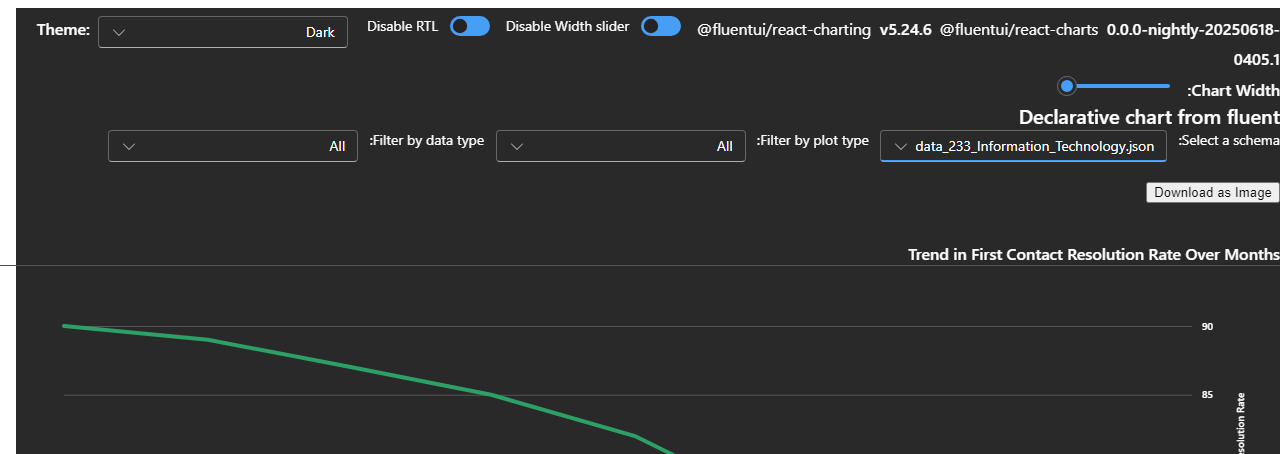 Theme:
Dark
Disable RTL
Disable Width slider
@fluentui/react-charting v5.24.6 @fluentui/react-charts 0.0.0-nightly-20250618-
0405.1
:Chart Width
Declarative chart from fluent
:Select a schema
data_233_Information_Technology.json
:Filter by plot type
All
:Filter by data type
All
Download as Image
Trend in First Contact Resolution Rate Over Months
90
85
Rate